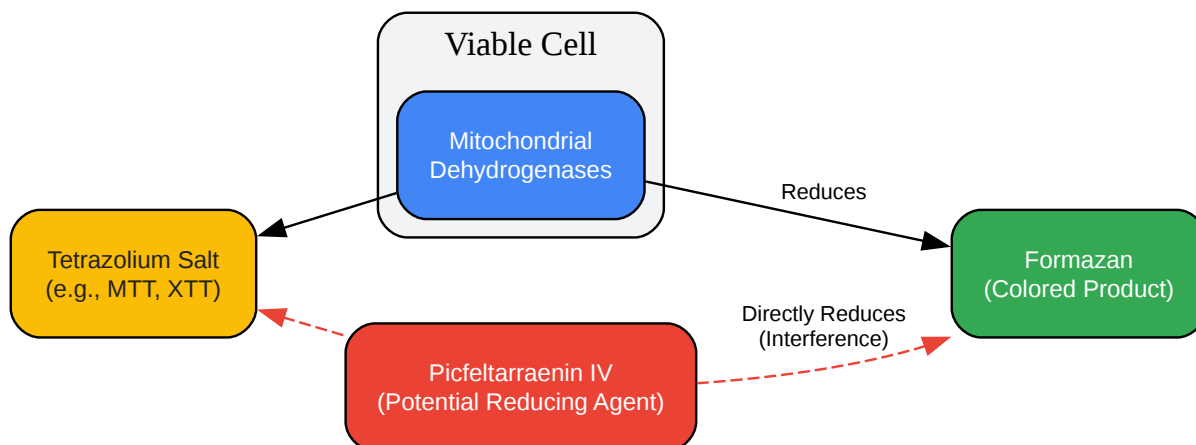 Viable Cell
Mitochondrial
Dehydrogenases
Reduces
Tetrazolium Salt
(e.g., MTT, XTT)
Formazan
(Colored Product)
Directly Reduces
(Interference)
Picfeltarraenin IV
(Potential Reducing Agent)